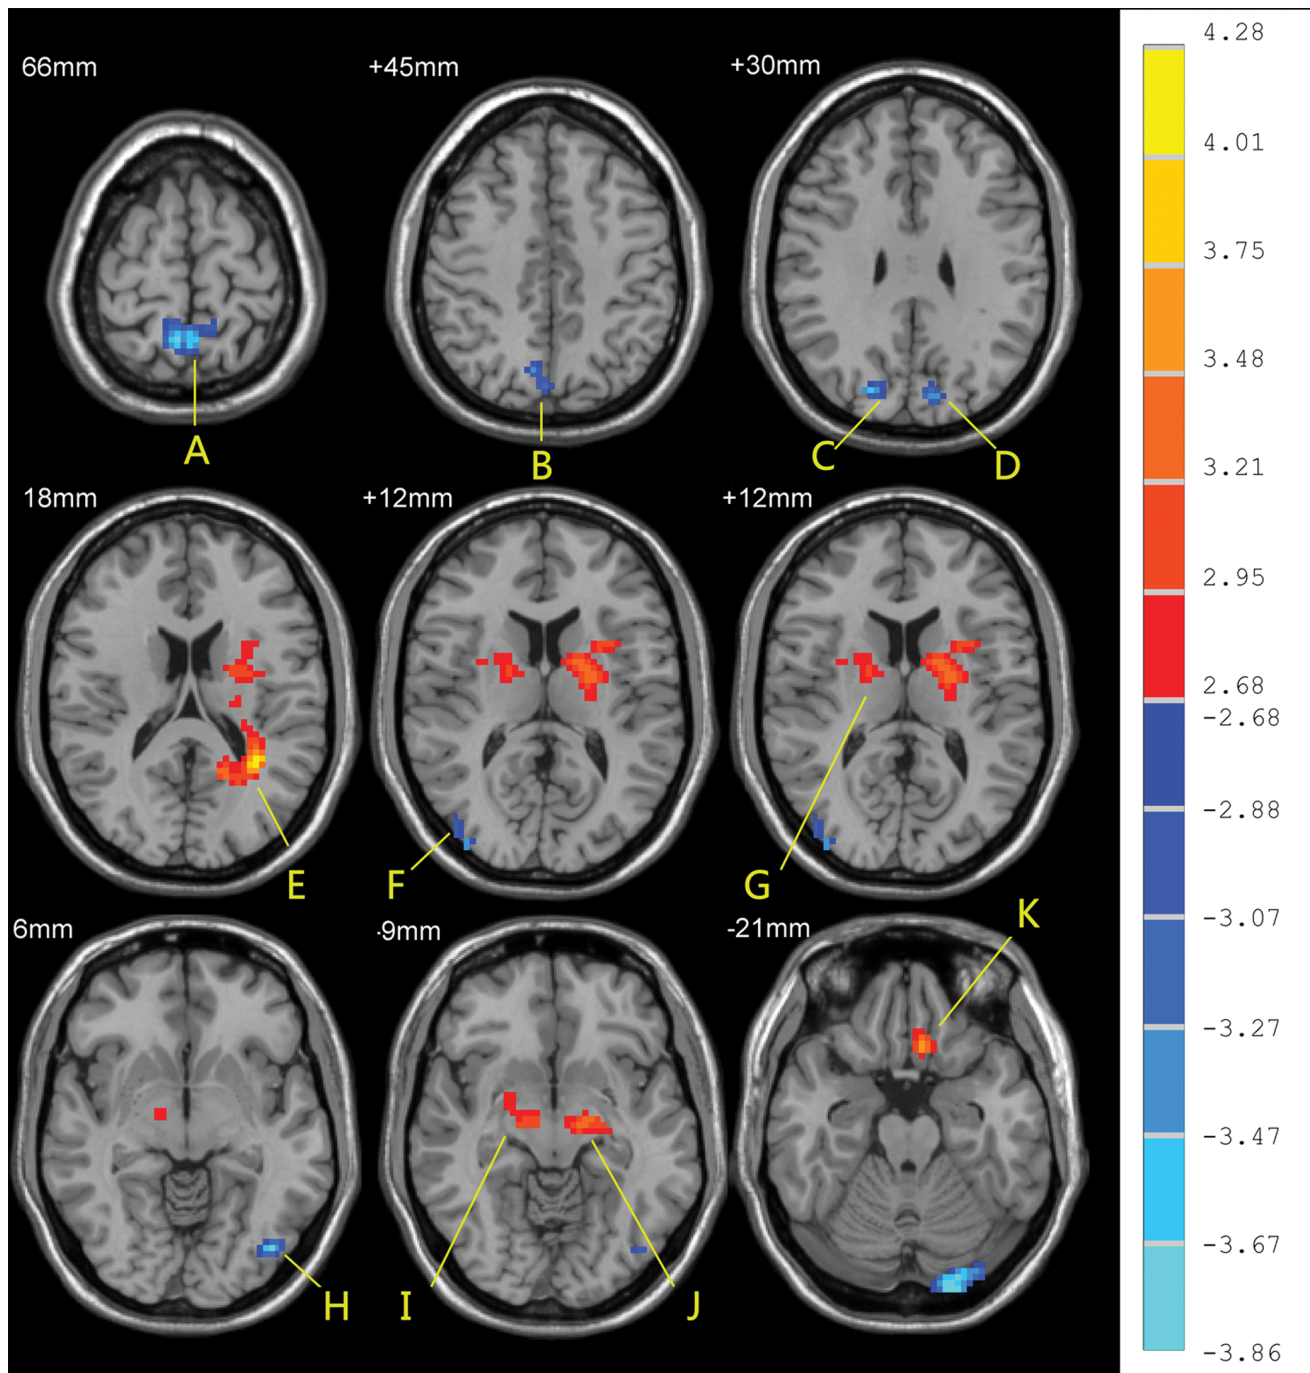 66mm
+45mm
+30mm
A
B
C
D
18mm
+12mm
+12mm
E
F
G
6mm
-9mm
-21mm
K
H
I
J
4.28
4.01
3.75
3.48
3.21
2.95
2.68
-2.68
-2.88
-3.07
-3.27
-3.47
-3.67
-3.86